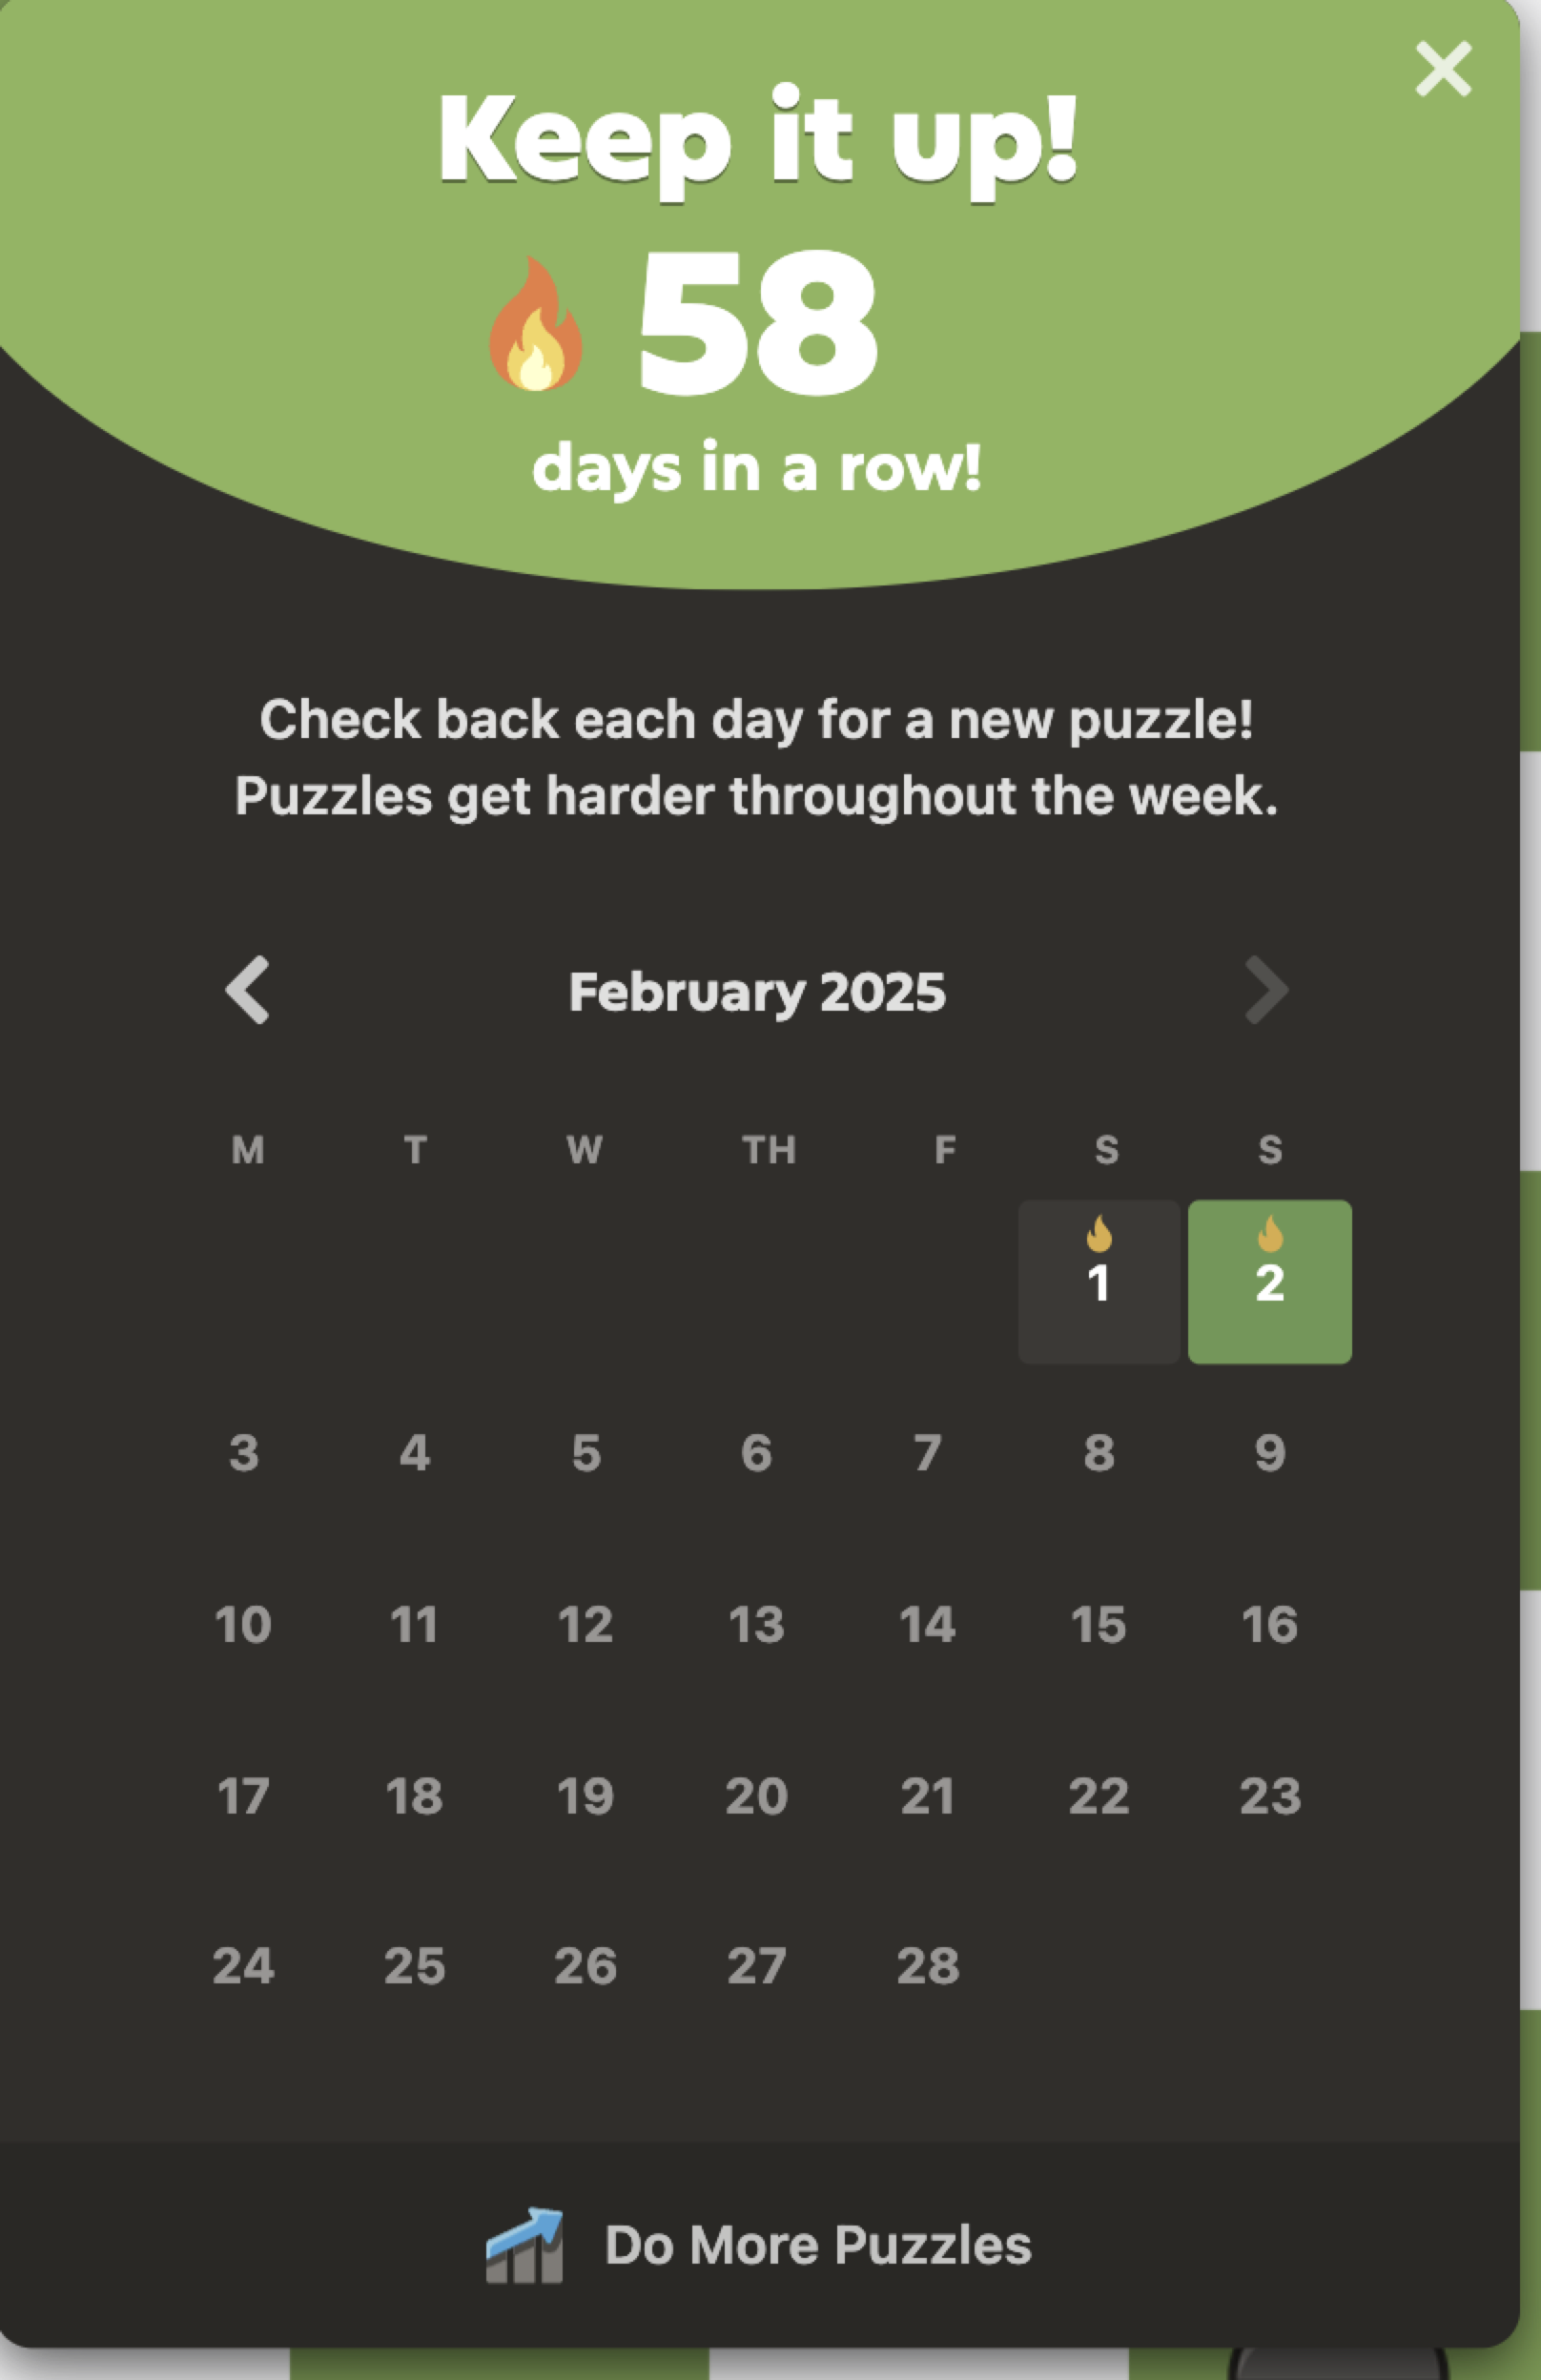 Keep it up!
58
days in a row!
Check back each day for a new puzzle!
Puzzles get harder throughout the week.
February 2025
M T W TH F S S
1 2
3 4 5 6 7 8 9
10 11 12 13 14 15 16
17 18 19 20 21 22 23
24 25 26 27 28
Do More Puzzles